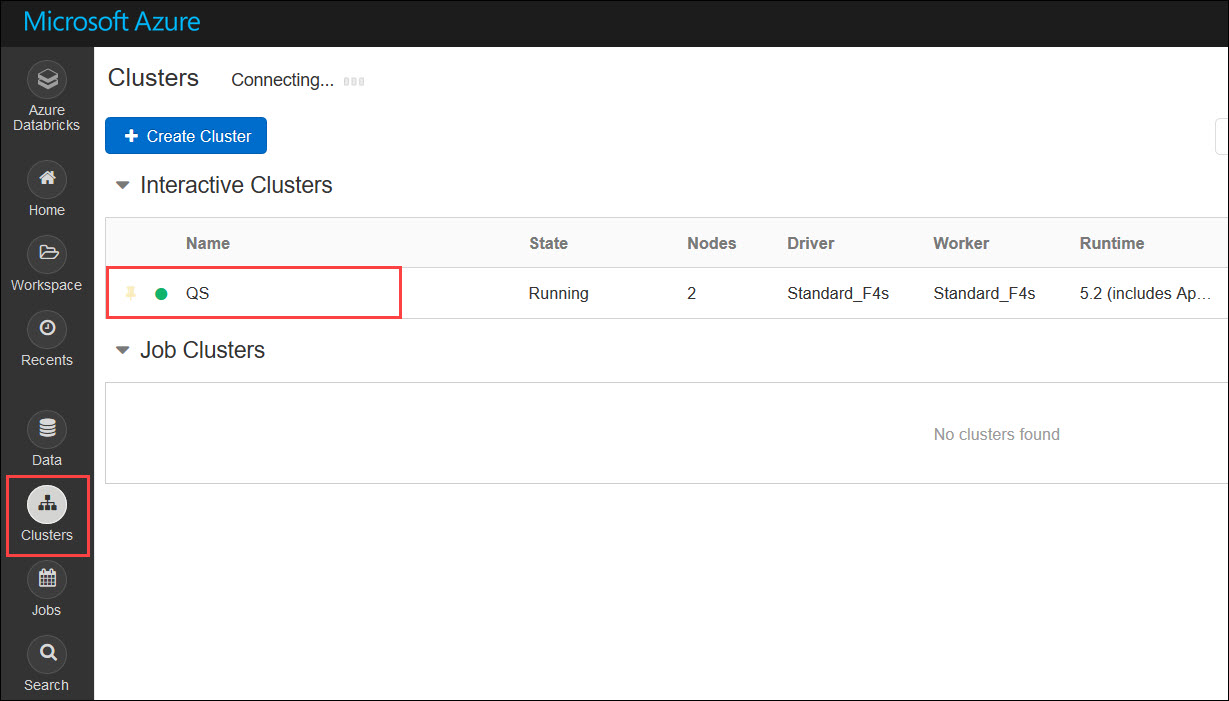 Microsoft Azure
Azure
Databricks
Home
Workspace
Recents
Data
Clusters
Jobs
Search
Clusters Connecting...
+ Create Cluster
Interactive Clusters
Name State Nodes Driver Worker Runtime
QS Running 2 Standard_F4s Standard_F4s 5.2 (includes Ap...
Job Clusters
No clusters found